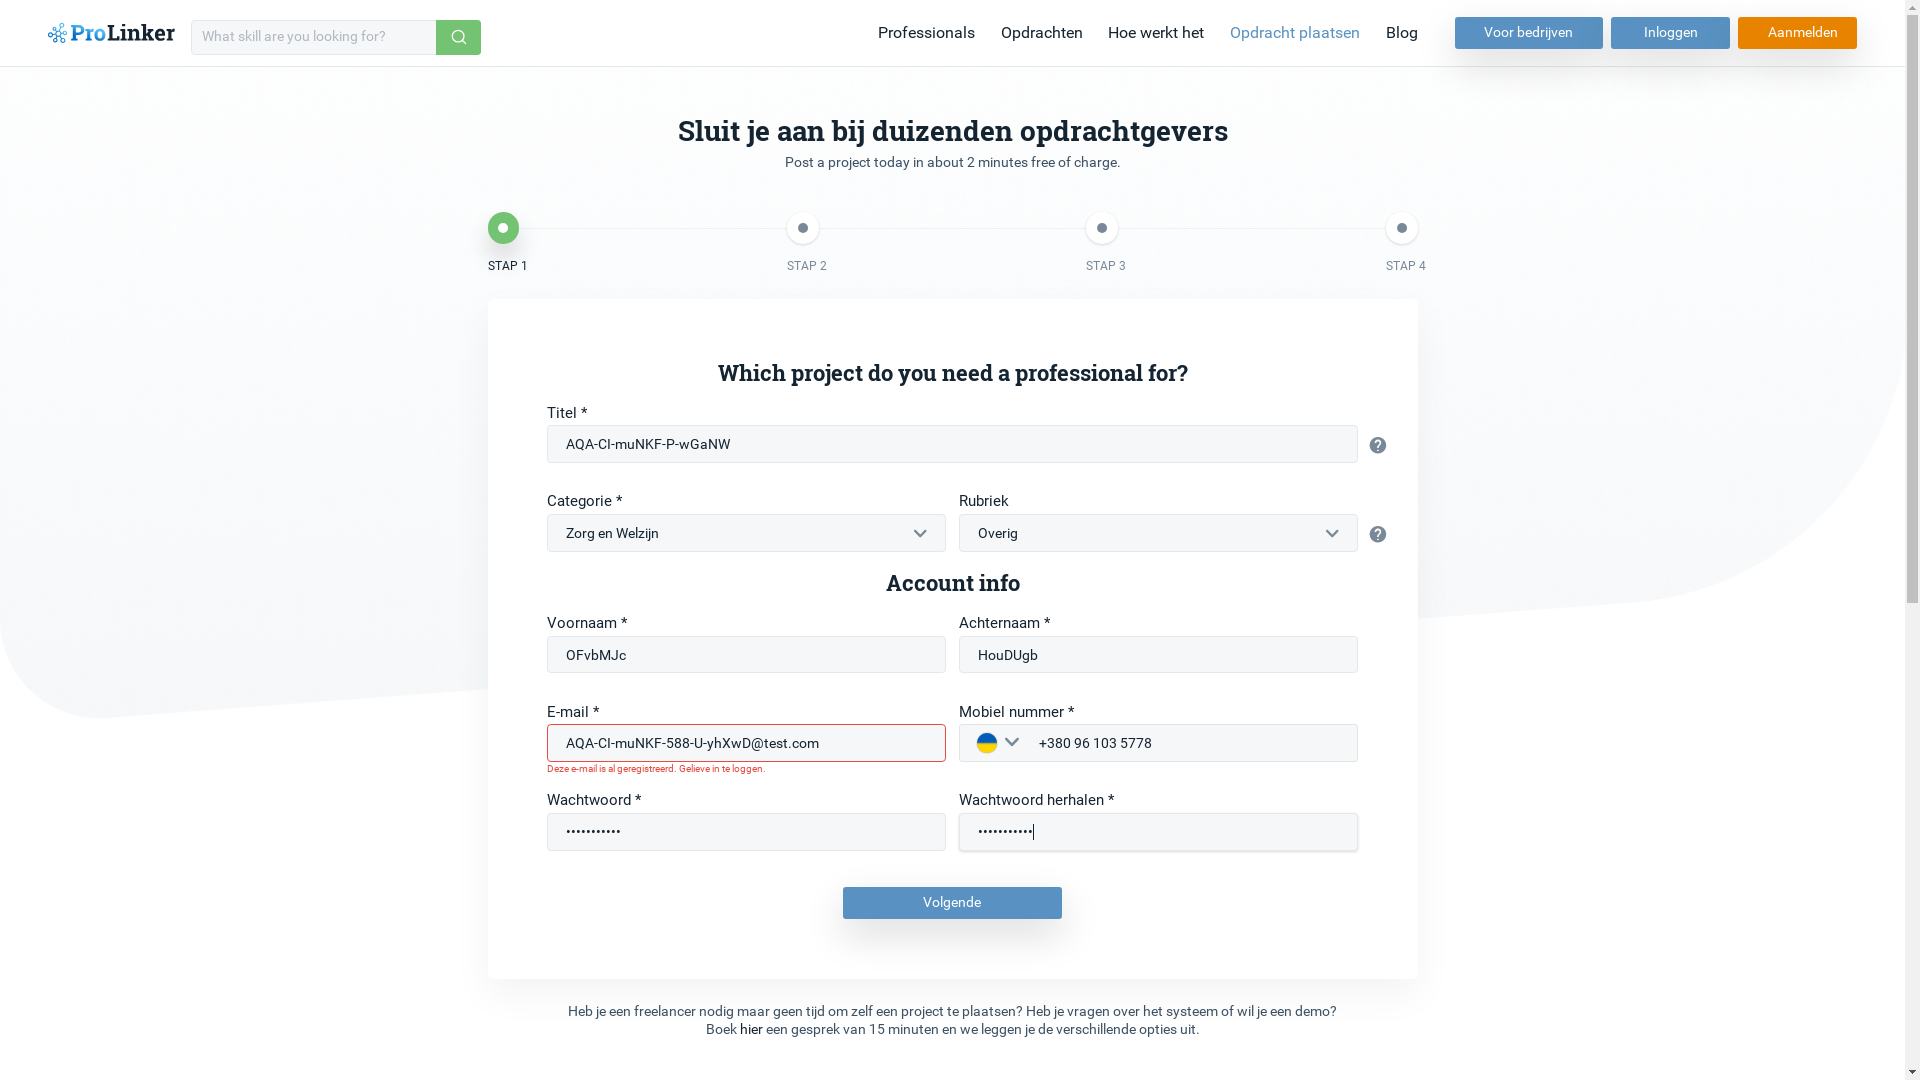 ProLinker
What skill are you looking for?
Professionals
Opdrachten
Hoe werkt het
Opdracht plaatsen
Blog
Voor bedrijven
Inloggen
Aanmelden
Sluit je aan bij duizenden opdrachtgevers
Post a project today in about 2 minutes free of charge.
STAP 1
STAP 2
STAP 3
STAP 4
Which project do you need a professional for?
Titel *
AQA-CI-muNKF-P-wGaNW
Categorie *
Rubriek
Zorg en Welzijn
Overig
Account info
Voornaam *
Achternaam *
OFvbMJc
HouDUgb
E-mail *
Mobiel nummer *
AQA-CI-muNKF-588-U-yhXwD@test.com
+380 96 103 5778
Deze e-mail is al geregistreerd. Gelieve in te loggen.
Wachtwoord *
Wachtwoord herhalen *
•••••••••••
•••••••••••
Volgende
Heb je een freelancer nodig maar geen tijd om zelf een project te plaatsen? Heb je vragen over het systeem of wil je een demo?
Boek hier een gesprek van 15 minuten en we leggen je de verschillende opties uit.